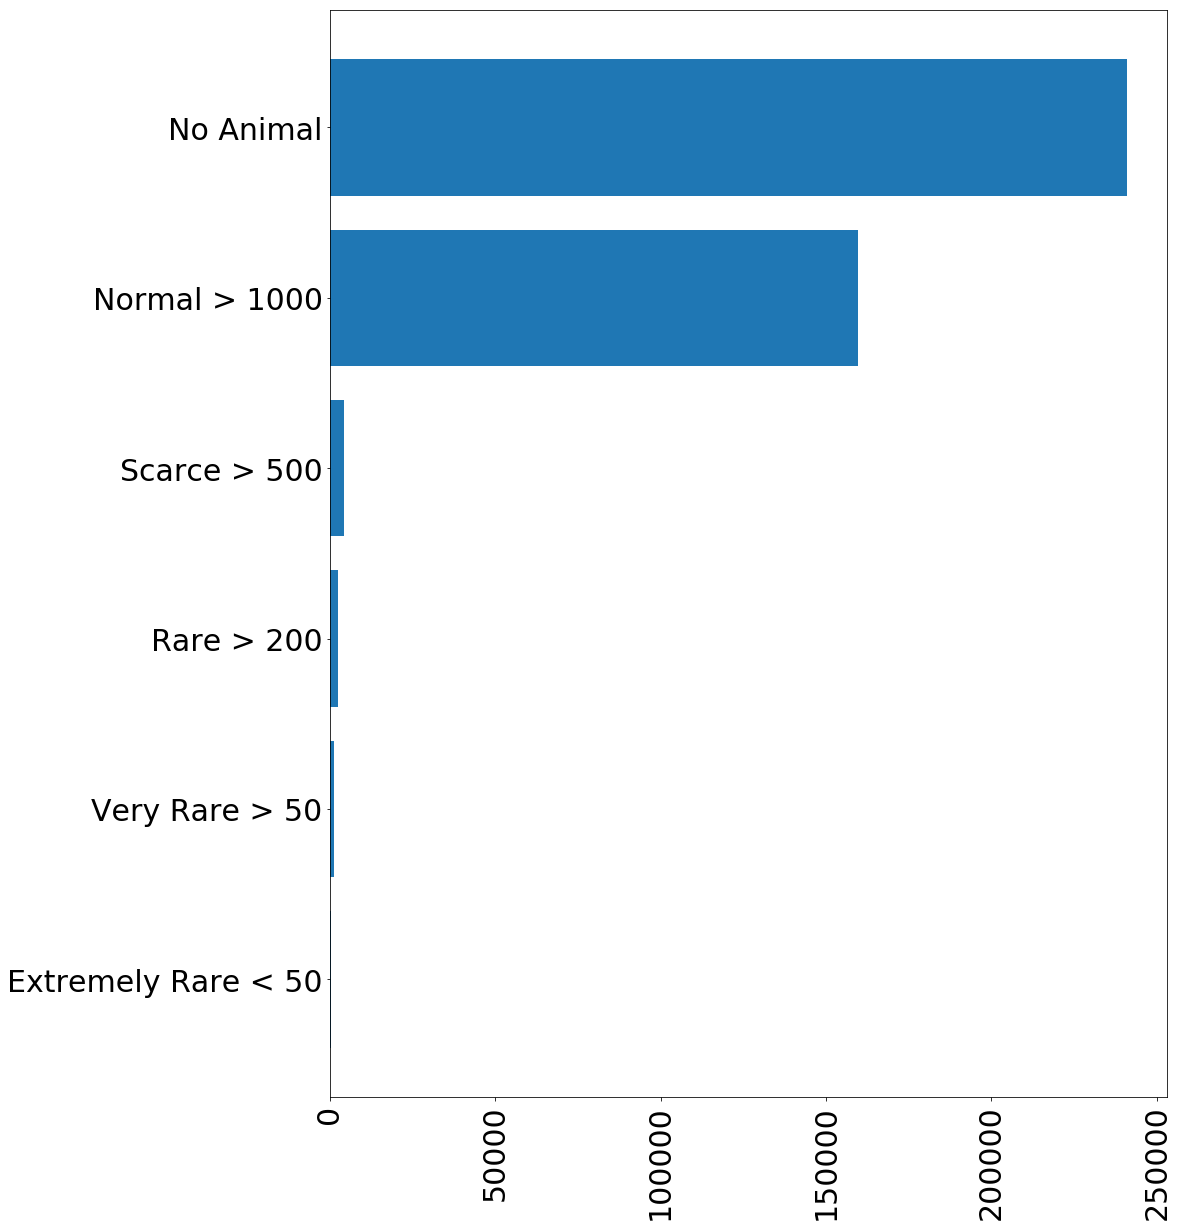 No Animal
Normal > 1000
Scarce > 500
Rare > 200
Very Rare > 50
Extremely Rare < 50
0
50000
100000
150000
200000
250000